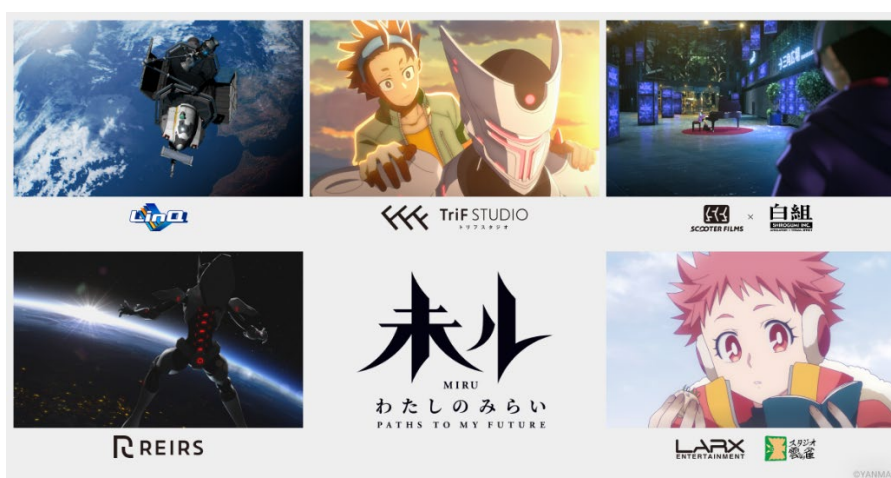 LinQ
TriF STUDIO
トリフスタジオ
SCOOTER FILMS
×
白組
SHIROGUMI INC.
REIRS
未ル
MIRU
わたしのみらい
PATHS TO MY FUTURE
LARX
ENTERTAINMENT
スタジオ
雲雀
©YANMA